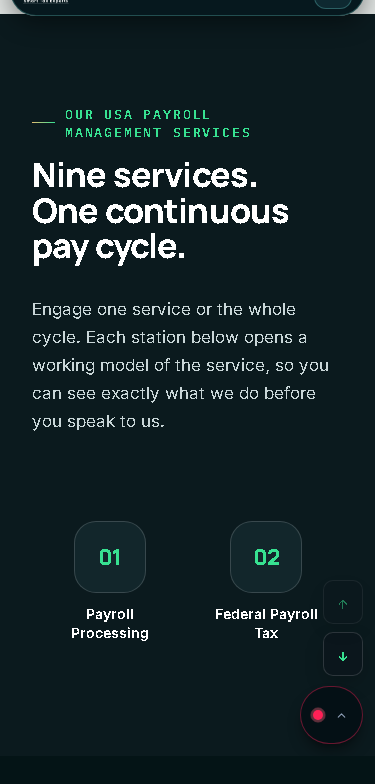 OUR USA PAYROLL
MANAGEMENT SERVICES
Nine services.
One continuous
pay cycle.
Engage one service or the whole
cycle. Each station below opens a
working model of the service, so you
can see exactly what we do before
you speak to us.
01
02
Payroll
Processing
Federal Payroll
Tax